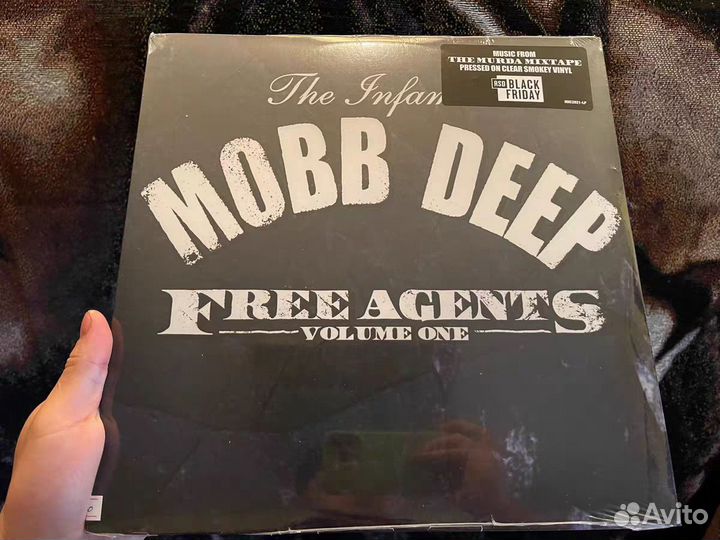 MUSIC FROM
THE MURDA MIXTAPE
PRESSED ON CLEAR SMOKEY VINYL
RSD BLACK
FRIDAY
The Infam
MOBB DEEP
FREE AGENTS
VOLUME ONE
Avito